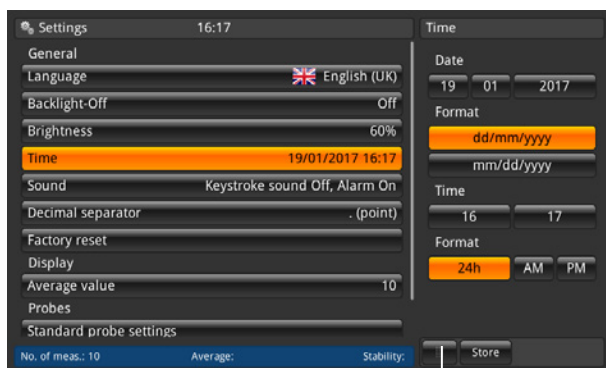 Settings 16:17
General
Language English (UK)
Backlight-Off Off
Brightness 60%
Time 19/01/2017 16:17
Sound Keystroke sound Off, Alarm On
Decimal separator . (point)
Factory reset
Display
Average value 10
Probes
Standard probe settings
No. of meas.: 10 Average: Stability:
Time
Date
19 01 2017
Format
dd/mm/yyyy
mm/dd/yyyy
Time
16 17
Format
24h AM PM
Store